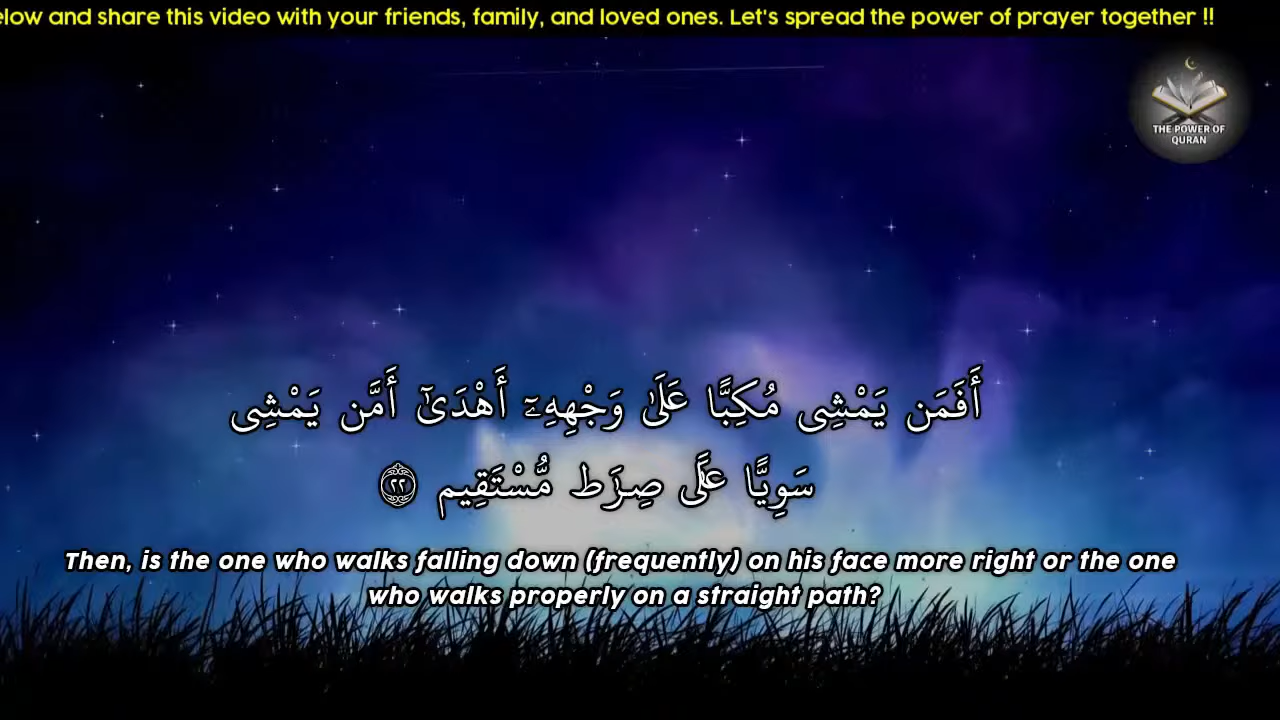 elow and share this video with your friends, family, and loved ones. Let's spread the power of prayer together !!
THE POWER OF
QURAN
أَفَمَن يَمْشِى مُكِبًّا عَلَىٰ وَجْهِهِۦٓ أَهْدَىٰٓ أَمَّن يَمْشِى
سَوِيًّا عَلَىٰ صِرَٰط مُّسْتَقِيم ٢٢
Then, is the one who walks falling down (frequently) on his face more right or the one
who walks properly on a straight path?